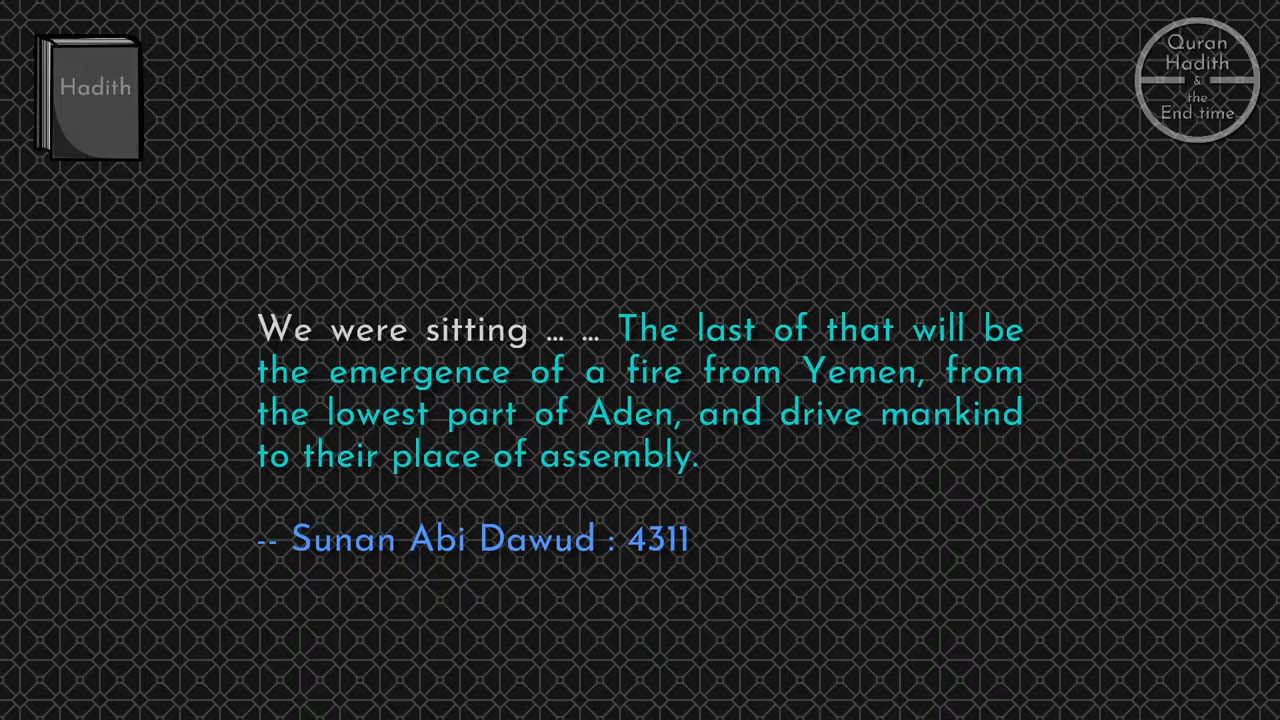 Hadith
Quran
Hadith
&
the
End time
We were sitting ... ... The last of that will be
the emergence of a fire from Yemen, from
the lowest part of Aden, and drive mankind
to their place of assembly.
-- Sunan Abi Dawud : 4311